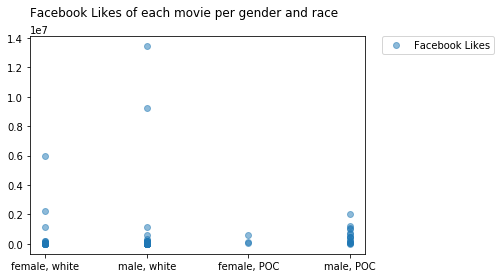 Facebook Likes of each movie per gender and race
1e7
Facebook Likes
1.4
1.2
1.0
0.8
0.6
0.4
0.2
0.0
female, white male, white female, POC male, POC